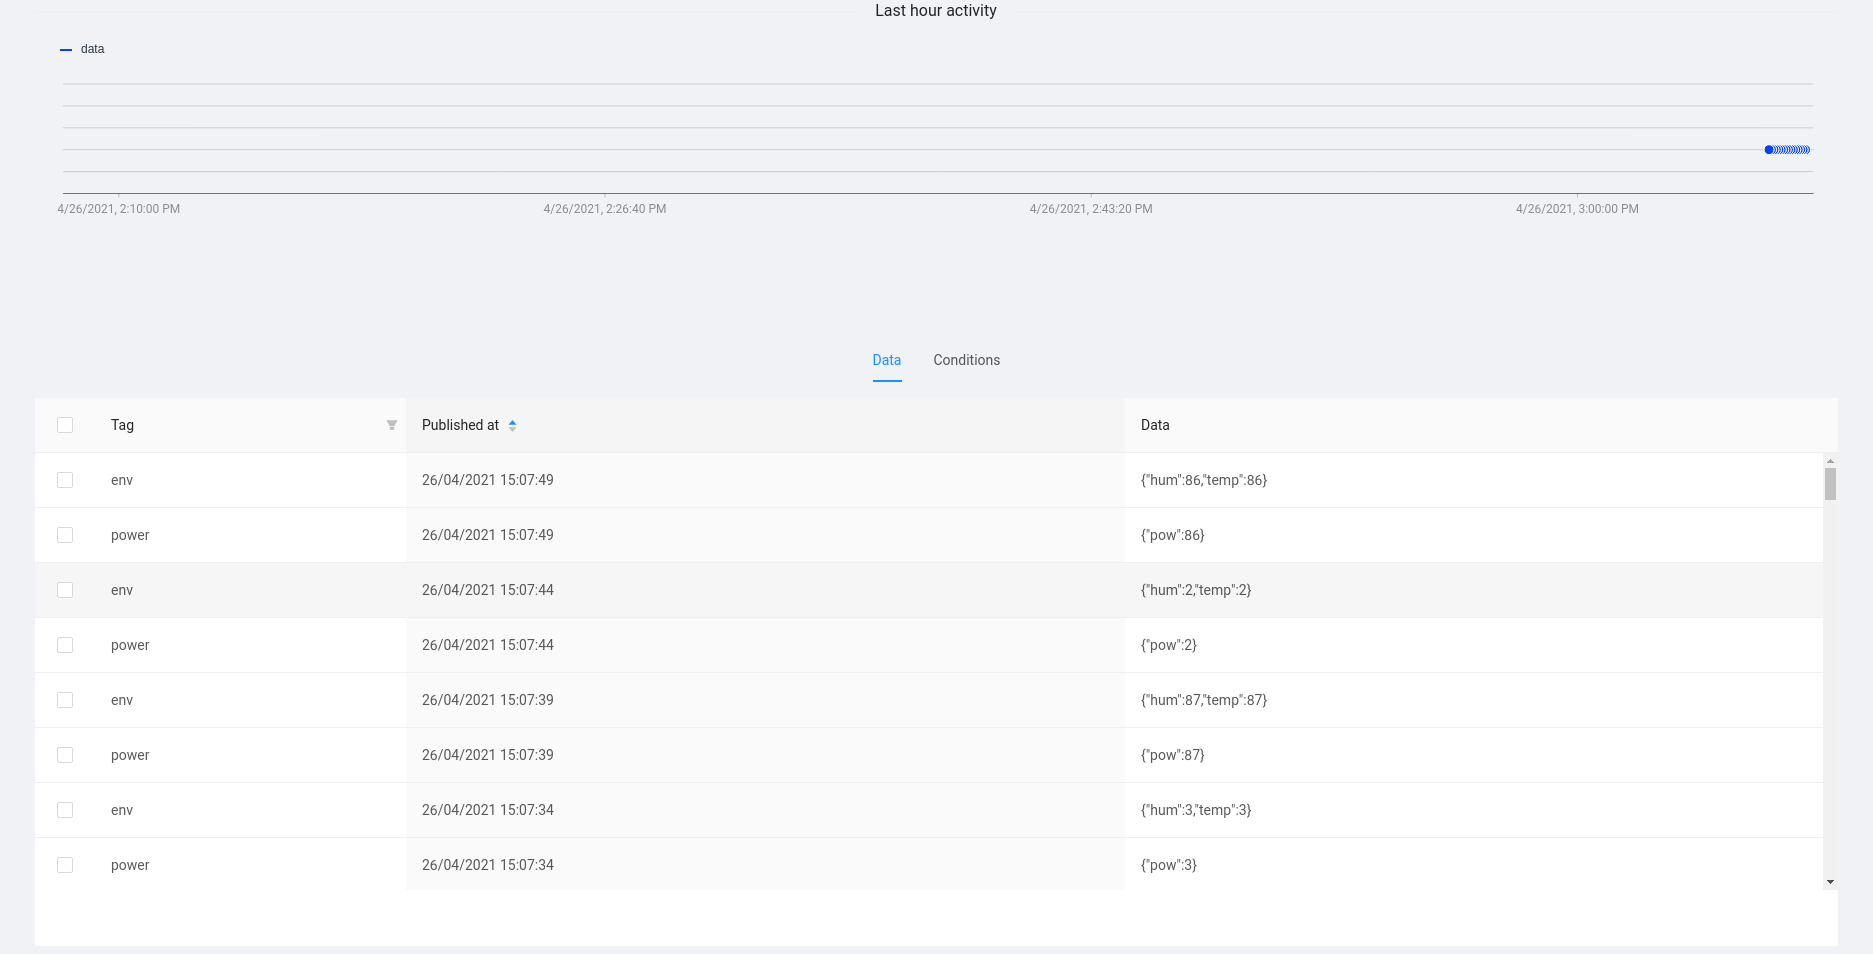 Last hour activity
data
4/26/2021, 2:10:00 PM 4/26/2021, 2:26:40 PM 4/26/2021, 2:43:20 PM 4/26/2021, 3:00:00 PM
Data Conditions
Tag Published at Data
env 26/04/2021 15:07:49 {"hum":86,"temp":86}
power 26/04/2021 15:07:49 {"pow":86}
env 26/04/2021 15:07:44 {"hum":2,"temp":2}
power 26/04/2021 15:07:44 {"pow":2}
env 26/04/2021 15:07:39 {"hum":87,"temp":87}
power 26/04/2021 15:07:39 {"pow":87}
env 26/04/2021 15:07:34 {"hum":3,"temp":3}
power 26/04/2021 15:07:34 {"pow":3}